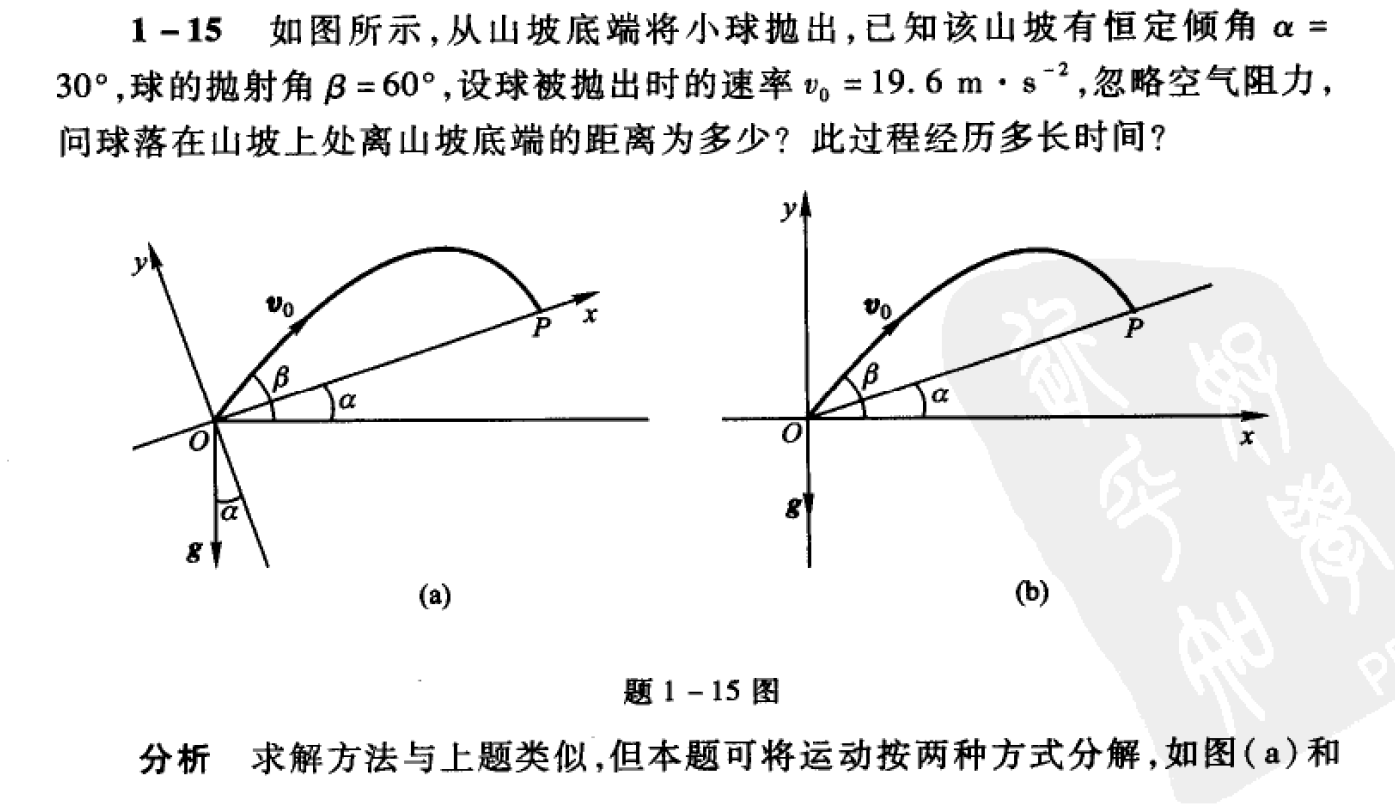 1-15 如图所示,从山坡底端将小球抛出,已知该山坡有恒定倾角 α =
30°,球的抛射角 β = 60°,设球被抛出时的速率 v₀ = 19.6 m · s⁻²,忽略空气阻力,
问球落在山坡上处离山坡底端的距离为多少? 此过程经历多长时间?
y
v₀
P
x
β
α
O
α
g
(a)
y
v₀
P
β
α
O
x
g
(b)
题 1-15 图
分析 求解方法与上题类似,但本题可将运动按两种方式分解,如图(a)和